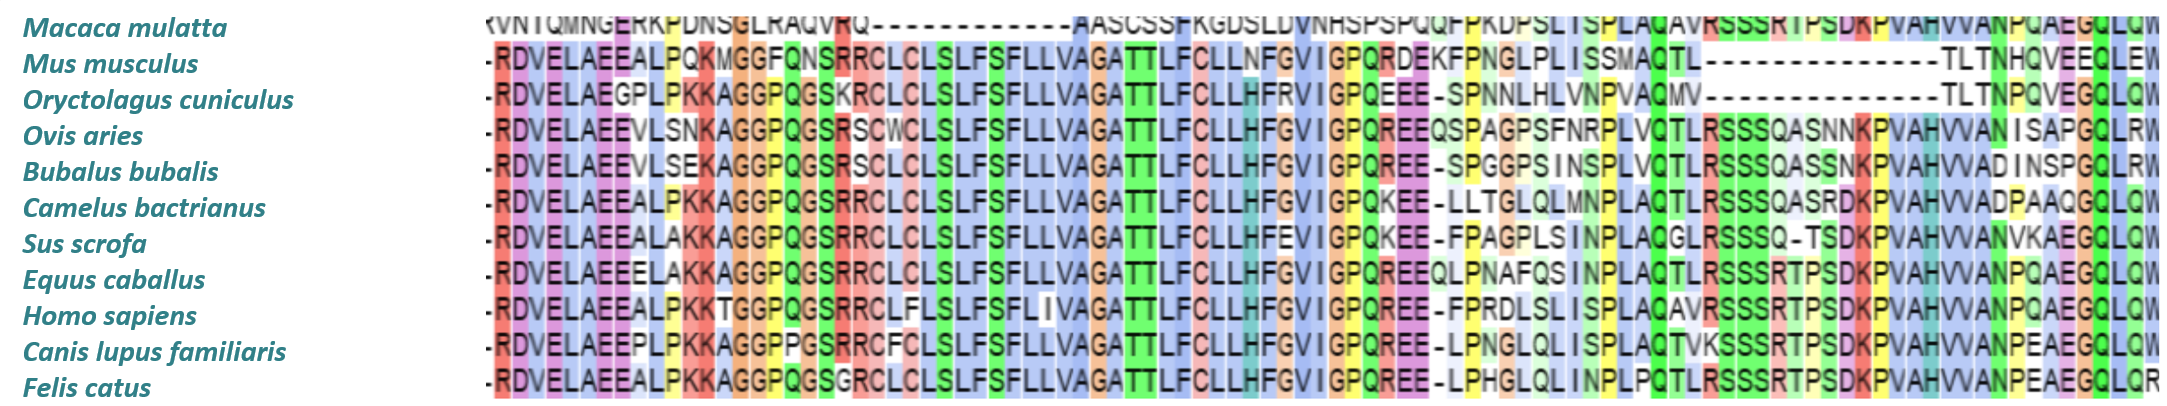 Macaca mulatta RVNTQMNGERKPDNSGLRAQVRQ------------AASCSSFKGDSLDVNHSPSPQQFPKDPSLISPLAQAVRSSSRTPSDKPVAHVVANPQAEGQLQW
Mus musculus -RDVELAEEALPQKMGGFQNSRRCLCLSLFSFLLVAGATTLFCLLNFGVIGPQRDEKFPNGLPLISSMAQTL--------------TLTNHQVEEQLEW
Oryctolagus cuniculus -RDVELAEGPLPKKAGGPQGSKRCLCLSLFSFLLVAGATTLFCLLHFRVIGPQEEE-SPNNLHLVNPVAQMV--------------TLTNPQVEGQLQW
Ovis aries -RDVELAEEVLSNKAGGPQGSRSCWCLSLFSFLLVAGATTLFCLLHFGVIGPQREEQSPAGPSFNRPLVQTLRSSSQASNNKPVAHVVANISAPGQLRW
Bubalus bubalis -RDVELAEEVLSEKAGGPQGSRSCLCLSLFSFLLVAGATTLFCLLHFGVIGPQREE-SPGGPSINSPLVQTLRSSSQASSNKPVAHVVADINSPGQLRW
Camelus bactrianus -RDVELAEEALPKKAGGPQGSRRCLCLSLFSFLLVAGATTLFCLLHFGVIGPQKEE-LLTGLQLMNPLAQTLRSSSQASRDKPVAHVVADPAAQGQLQW
Sus scrofa -RDVELAEEALAKKAGGPQGSRRCLCLSLFSFLLVAGATTLFCLLHFEVIGPQKEE-FPAGPLSINPLAQGLRSSSQ-TSDKPVAHVVANVKAEGQLQW
Equus caballus -RDVELAEEELAKKAGGPQGSRRCLCLSLFSFLLVAGATTLFCLLHFGVIGPQREEQLPNAFQSINPLAQTLRSSSRTPSDKPVAHVVANPQAEGQLQW
Homo sapiens -RDVELAEEALPKKTGGPQGSRRCLFLSLFSFLIVAGATTLFCLLHFGVIGPQREE-FPRDLSLISPLAQAVRSSSRTPSDKPVAHVVANPQAEGQLQW
Canis lupus familiaris -RDVELAEEPLPKKAGGPPGSRRCFCLSLFSFLLVAGATTLFCLLHFGVIGPQREE-LPNGLQLISPLAQTVKSSSRTPSDKPVAHVVANPEAEGQLQW
Felis catus -RDVELAEEALPKKAGGPQGSGRCLCLSLFSFLLVAGATTLFCLLHFGVIGPQREE-LPHGLQLINPLPQTLRSSSRTPSDKPVAHVVANPEAEGQLQR